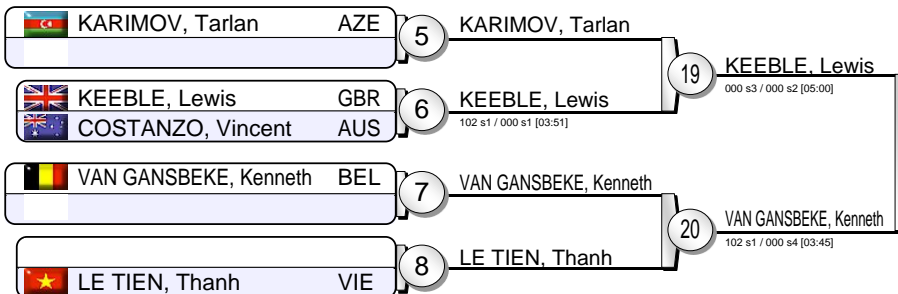 KARIMOV, Tarlan AZE
5
KARIMOV, Tarlan
19
KEEBLE, Lewis
000 s3 / 000 s2 [05:00]
KEEBLE, Lewis GBR
COSTANZO, Vincent AUS
6
KEEBLE, Lewis
102 s1 / 000 s1 [03:51]
VAN GANSBEKE, Kenneth BEL
7
VAN GANSBEKE, Kenneth
20
VAN GANSBEKE, Kenneth
102 s1 / 000 s4 [03:45]
LE TIEN, Thanh VIE
8
LE TIEN, Thanh